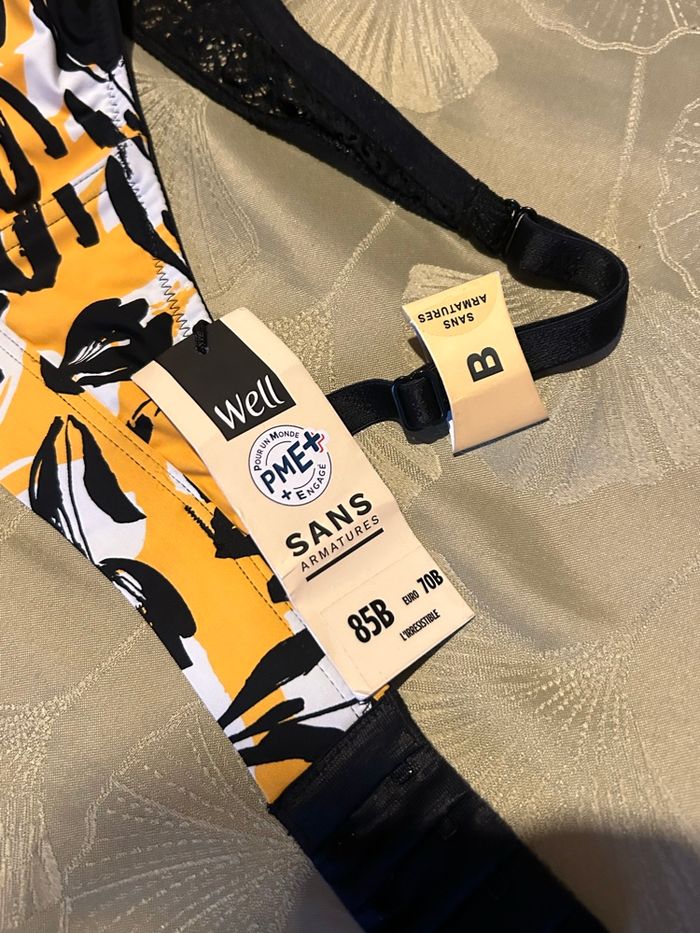 SANS
ARMATURES
B
Well
POUR UN MONDE
PME+
+ ENGAGÉ
SANS
ARMATURES
85B EURO 70B
L'IRRÉSISTIBLE